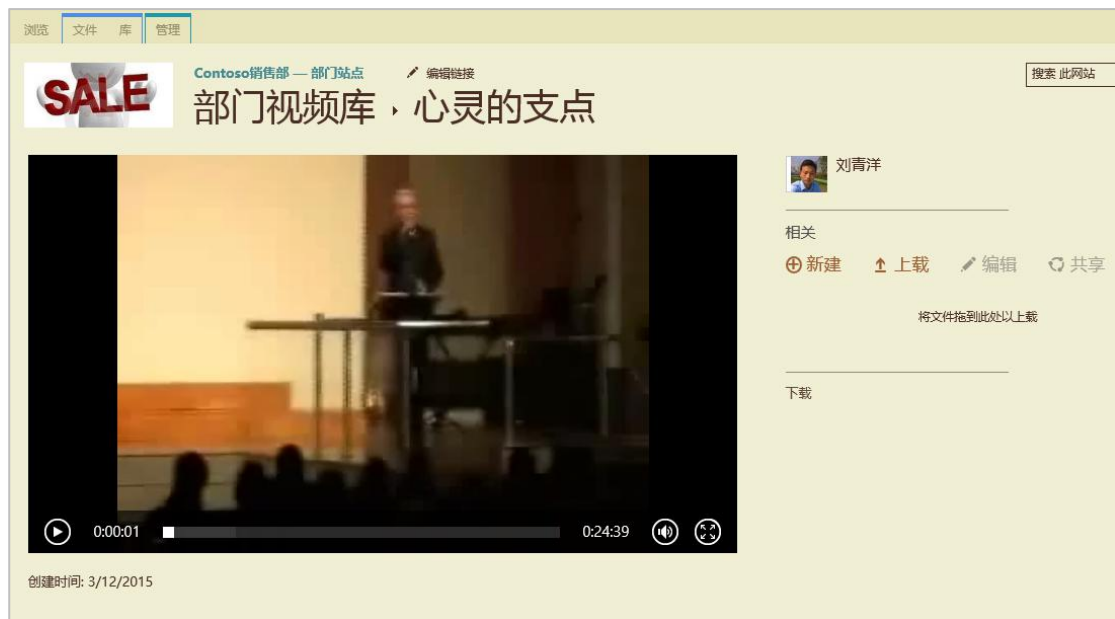 浏览 文件 库 管理
SALE
Contoso销售部 — 部门站点 编辑链接
搜索 此网站
部门视频库 ▸ 心灵的支点
刘青洋
相关
新建 上载 编辑 共享
将文件拖到此处以上载
下载
0:00:01 0:24:39
创建时间: 3/12/2015